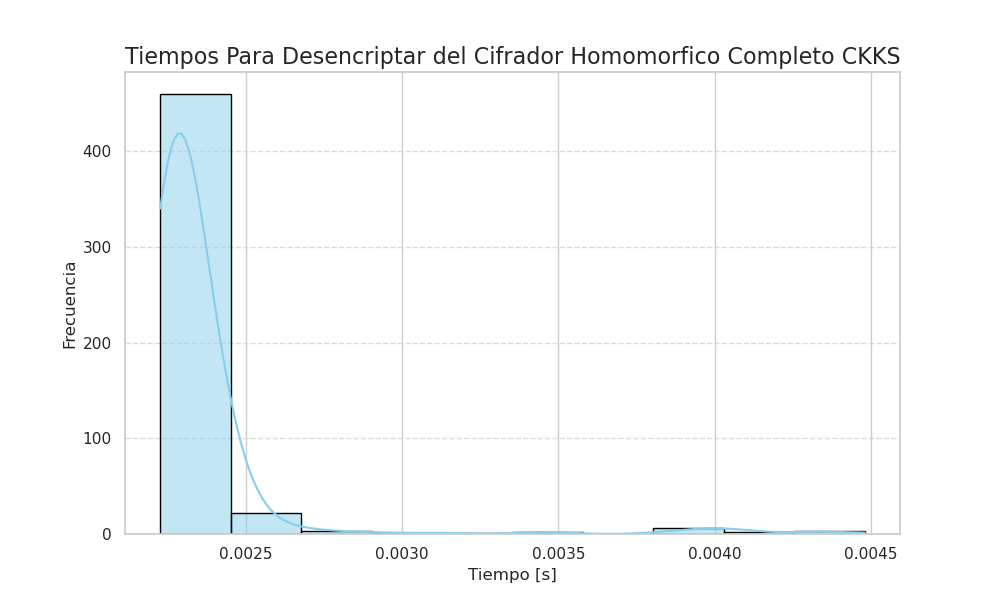 Tiempos Para Desencriptar del Cifrador Homomorfico Completo CKKS
Frecuencia
400
300
200
100
0
0.0025 0.0030 0.0035 0.0040 0.0045
Tiempo [s]